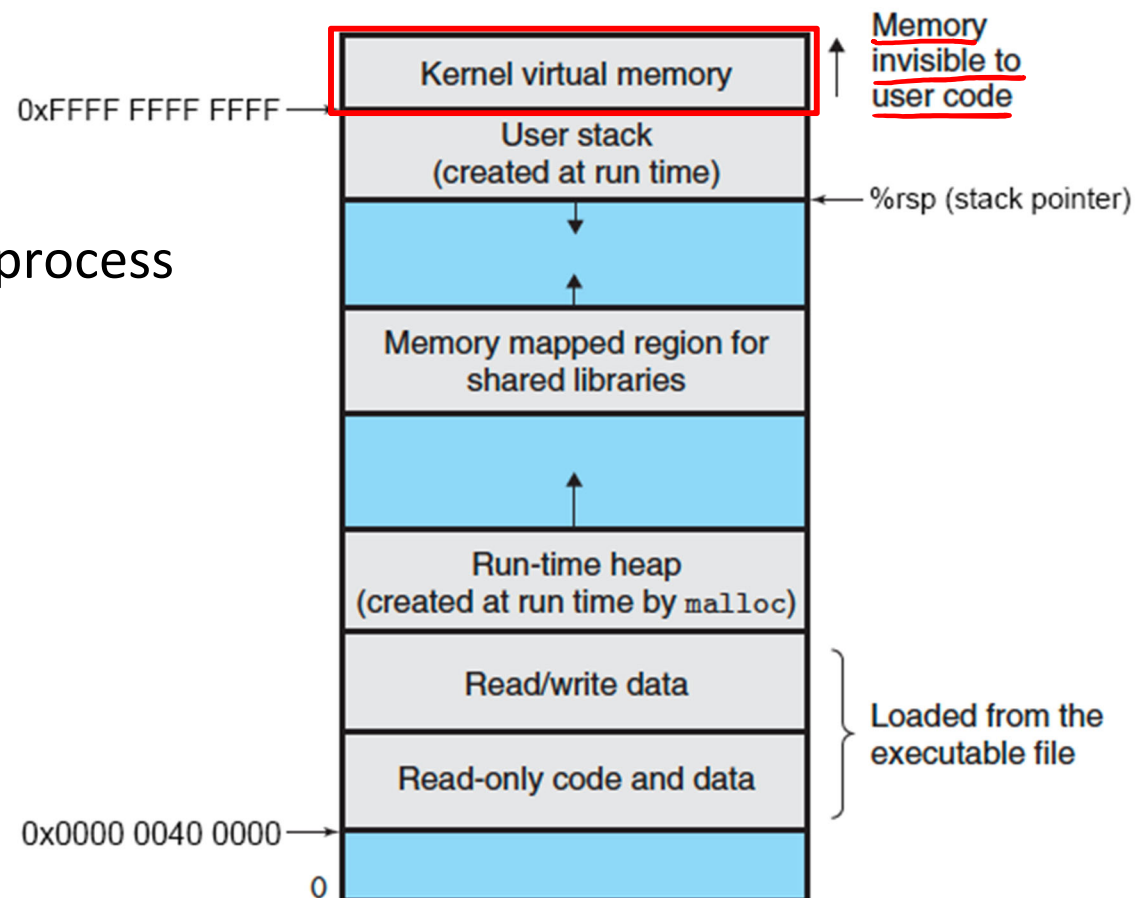 Memory
invisible to
user code
Kernel virtual memory
0xFFFF FFFF FFFF
User stack
(created at run time)
%rsp (stack pointer)
process
Memory mapped region for
shared libraries
Run-time heap
(created at run time by malloc)
Read/write data
Loaded from the
executable file
Read-only code and data
0x0000 0040 0000
0